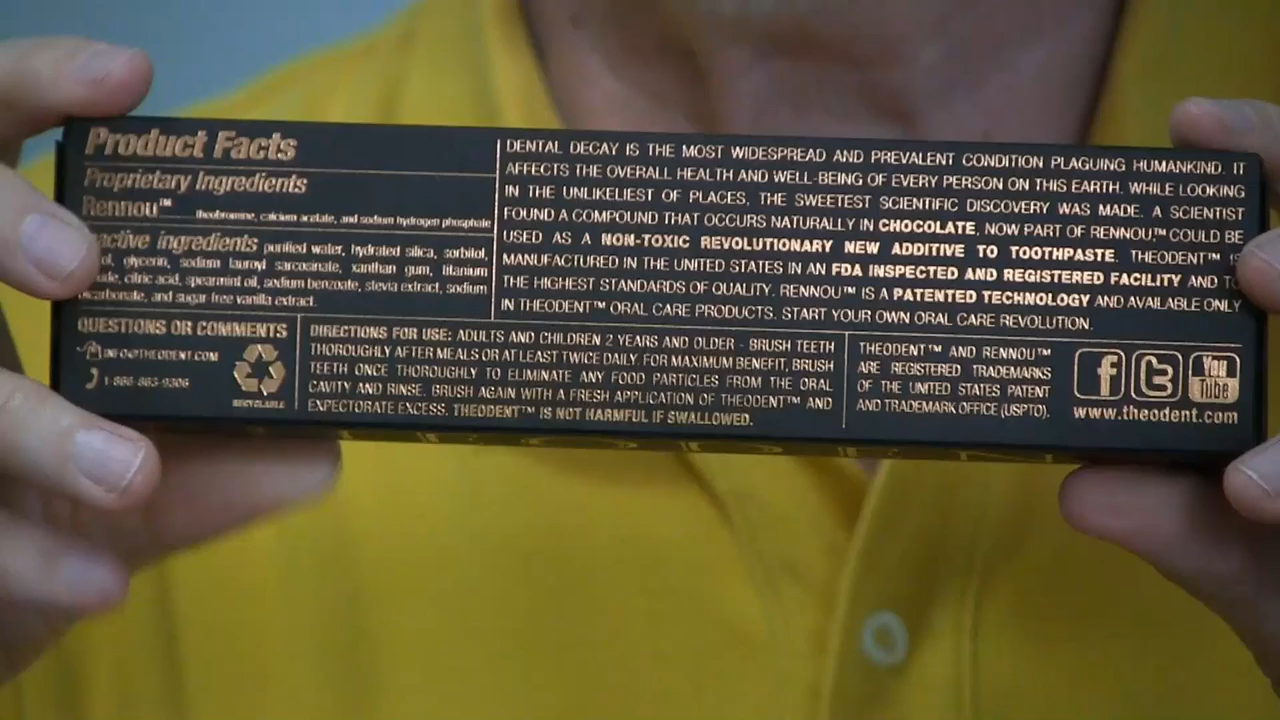 Product Facts
Proprietary Ingredients
Rennou™ theobromine, calcium acetate, and sodium hydrogen phosphate
active ingredients purified water, hydrated silica, sorbitol,
glycerin, sodium lauroyl sarcosinate, xanthan gum, titanium
citric acid, spearmint oil, sodium benzoate, stevia extract, sodium
bicarbonate, and sugar free vanilla extract.
DENTAL DECAY IS THE MOST WIDESPREAD AND PREVALENT CONDITION PLAGUING HUMANKIND. IT
AFFECTS THE OVERALL HEALTH AND WELL-BEING OF EVERY PERSON ON THIS EARTH. WHILE LOOKING
IN THE UNLIKELIEST OF PLACES, THE SWEETEST SCIENTIFIC DISCOVERY WAS MADE. A SCIENTIST
FOUND A COMPOUND THAT OCCURS NATURALLY IN CHOCOLATE, NOW PART OF RENNOU,™ COULD BE
USED AS A NON-TOXIC REVOLUTIONARY NEW ADDITIVE TO TOOTHPASTE. THEODENT™ IS
MANUFACTURED IN THE UNITED STATES IN AN FDA INSPECTED AND REGISTERED FACILITY AND TO
THE HIGHEST STANDARDS OF QUALITY. RENNOU™ IS A PATENTED TECHNOLOGY AND AVAILABLE ONLY
IN THEODENT™ ORAL CARE PRODUCTS. START YOUR OWN ORAL CARE REVOLUTION.
QUESTIONS OR COMMENTS
INFO@THEODENT.COM
1-866-863-9306
RECYCLABLE
DIRECTIONS FOR USE: ADULTS AND CHILDREN 2 YEARS AND OLDER - BRUSH TEETH
THOROUGHLY AFTER MEALS OR AT LEAST TWICE DAILY. FOR MAXIMUM BENEFIT, BRUSH
TEETH ONCE THOROUGHLY TO ELIMINATE ANY FOOD PARTICLES FROM THE ORAL
CAVITY AND RINSE. BRUSH AGAIN WITH A FRESH APPLICATION OF THEODENT™ AND
EXPECTORATE EXCESS. THEODENT™ IS NOT HARMFUL IF SWALLOWED.
THEODENT™ AND RENNOU™
ARE REGISTERED TRADEMARKS
OF THE UNITED STATES PATENT
AND TRADEMARK OFFICE (USPTO).
f t You Tube
www.theodent.com